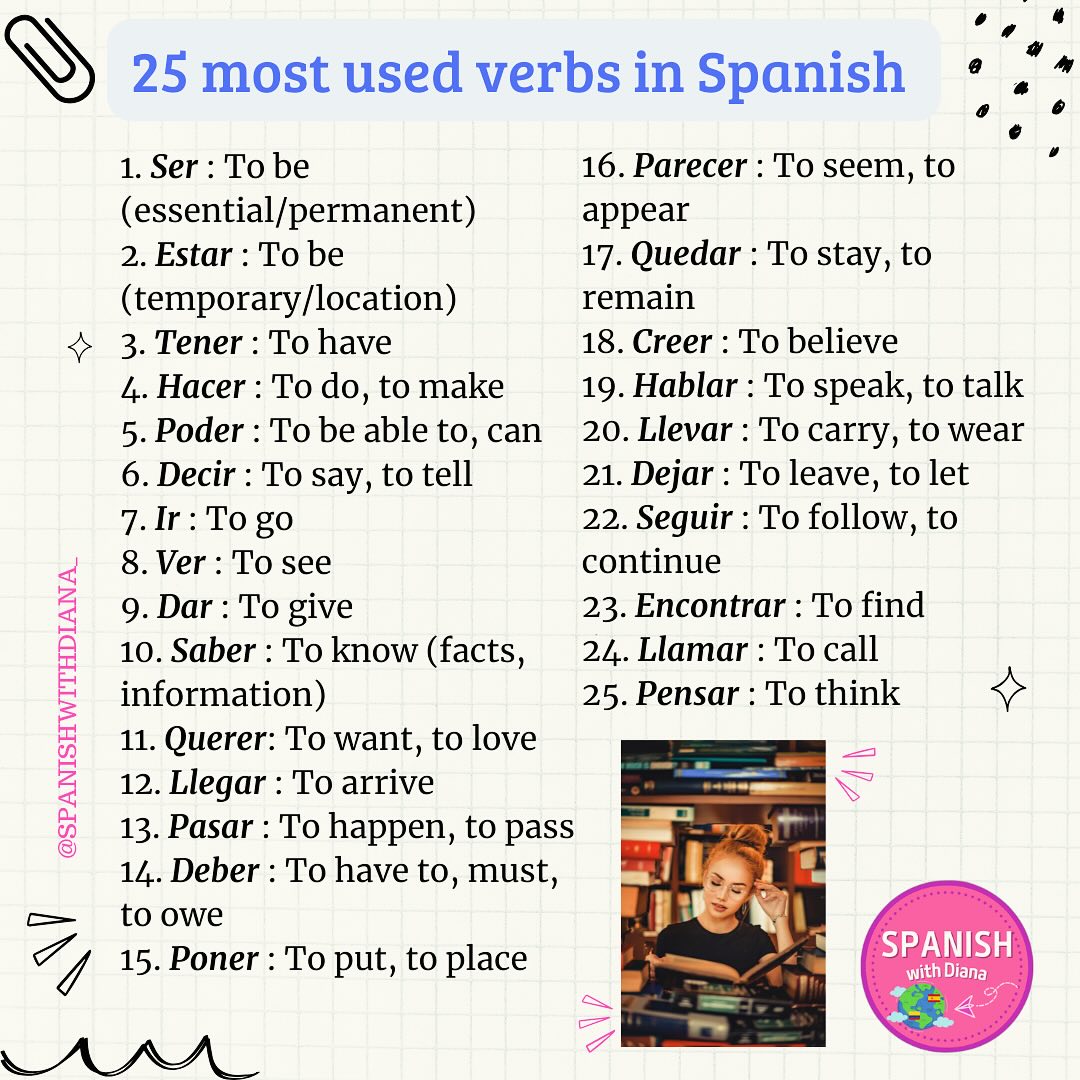 25 most used verbs in Spanish
1. Ser : To be
(essential/permanent)
2. Estar : To be
(temporary/location)
3. Tener : To have
4. Hacer : To do, to make
5. Poder : To be able to, can
6. Decir : To say, to tell
7. Ir : To go
8. Ver : To see
9. Dar : To give
10. Saber : To know (facts,
information)
11. Querer: To want, to love
12. Llegar : To arrive
13. Pasar : To happen, to pass
14. Deber : To have to, must,
to owe
15. Poner : To put, to place
16. Parecer : To seem, to
appear
17. Quedar : To stay, to
remain
18. Creer : To believe
19. Hablar : To speak, to talk
20. Llevar : To carry, to wear
21. Dejar : To leave, to let
22. Seguir : To follow, to
continue
23. Encontrar : To find
24. Llamar : To call
25. Pensar : To think
@SPANISHWITHDIANA_
SPANISH
with Diana